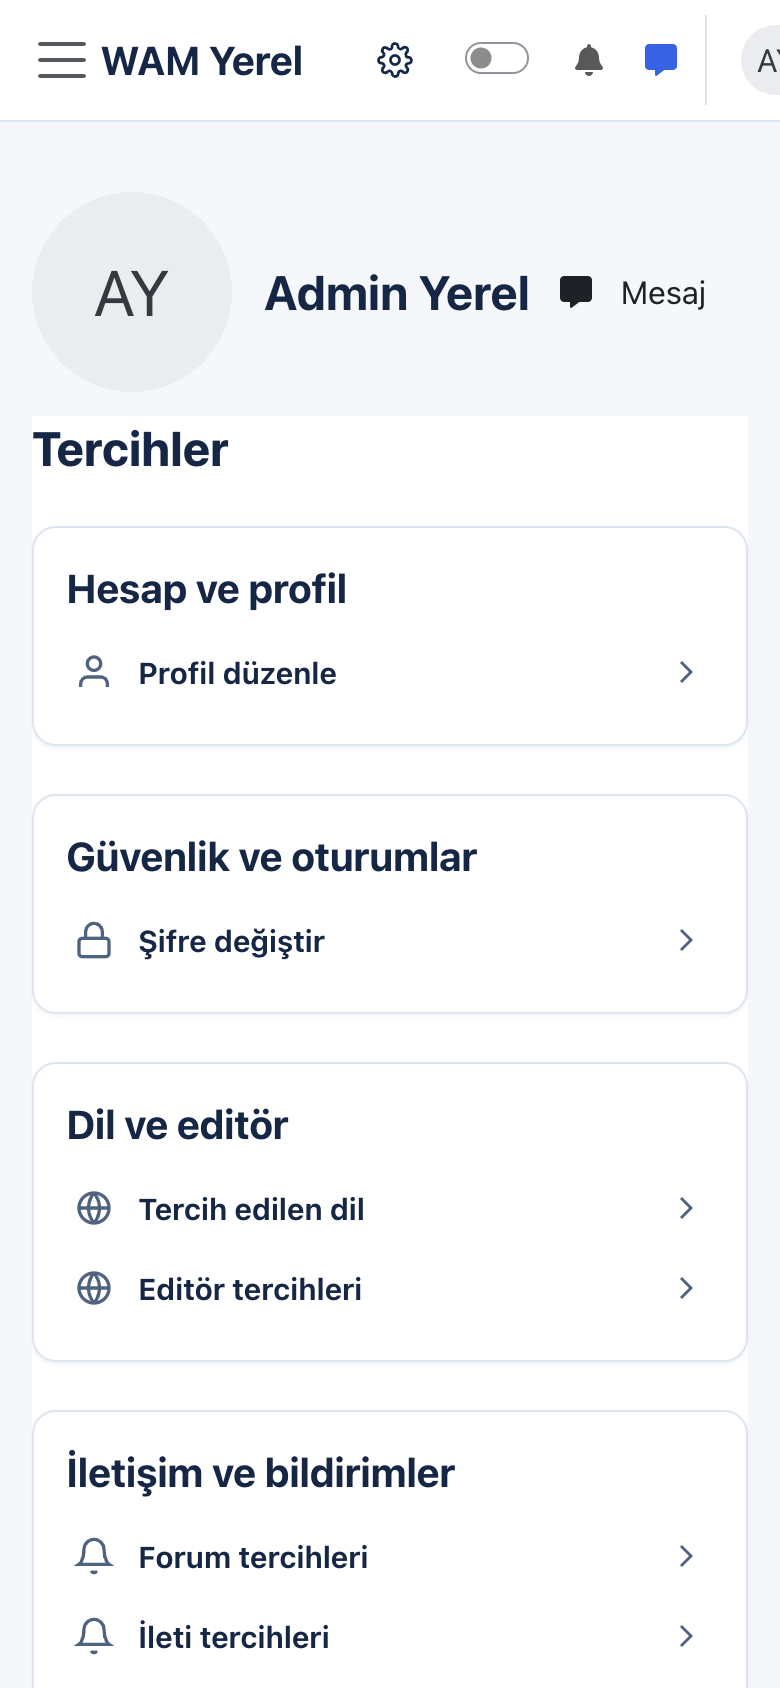 WAM Yerel
AY
AY
Admin Yerel
Mesaj
Tercihler
Hesap ve profil
Profil düzenle
Güvenlik ve oturumlar
Şifre değiştir
Dil ve editör
Tercih edilen dil
Editör tercihleri
İletişim ve bildirimler
Forum tercihleri
İleti tercihleri